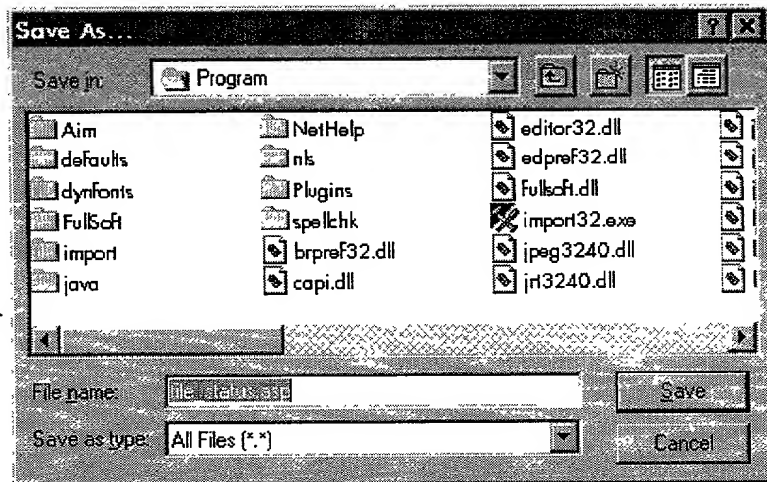 Save As...
Save in: Program
Aim
defaults
dynfonts
FullSoft
import
java
NetHelp
nls
Plugins
spellchk
brpref32.dll
capi.dll
editor32.dll
edpref32.dll
Fullsoft.dll
import32.exe
jpeg3240.dll
jrt3240.dll
File name: file_status.asp
Save
Save as type: All Files (*.*)
Cancel